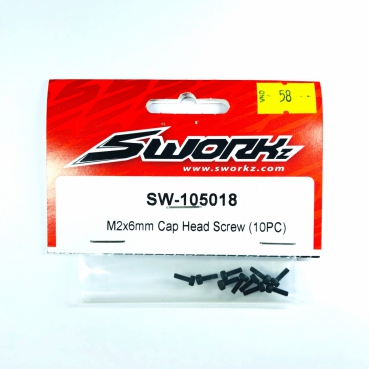 58
SWORKz
www.sworkz.com
SW-105018
M2x6mm Cap Head Screw (10PC)